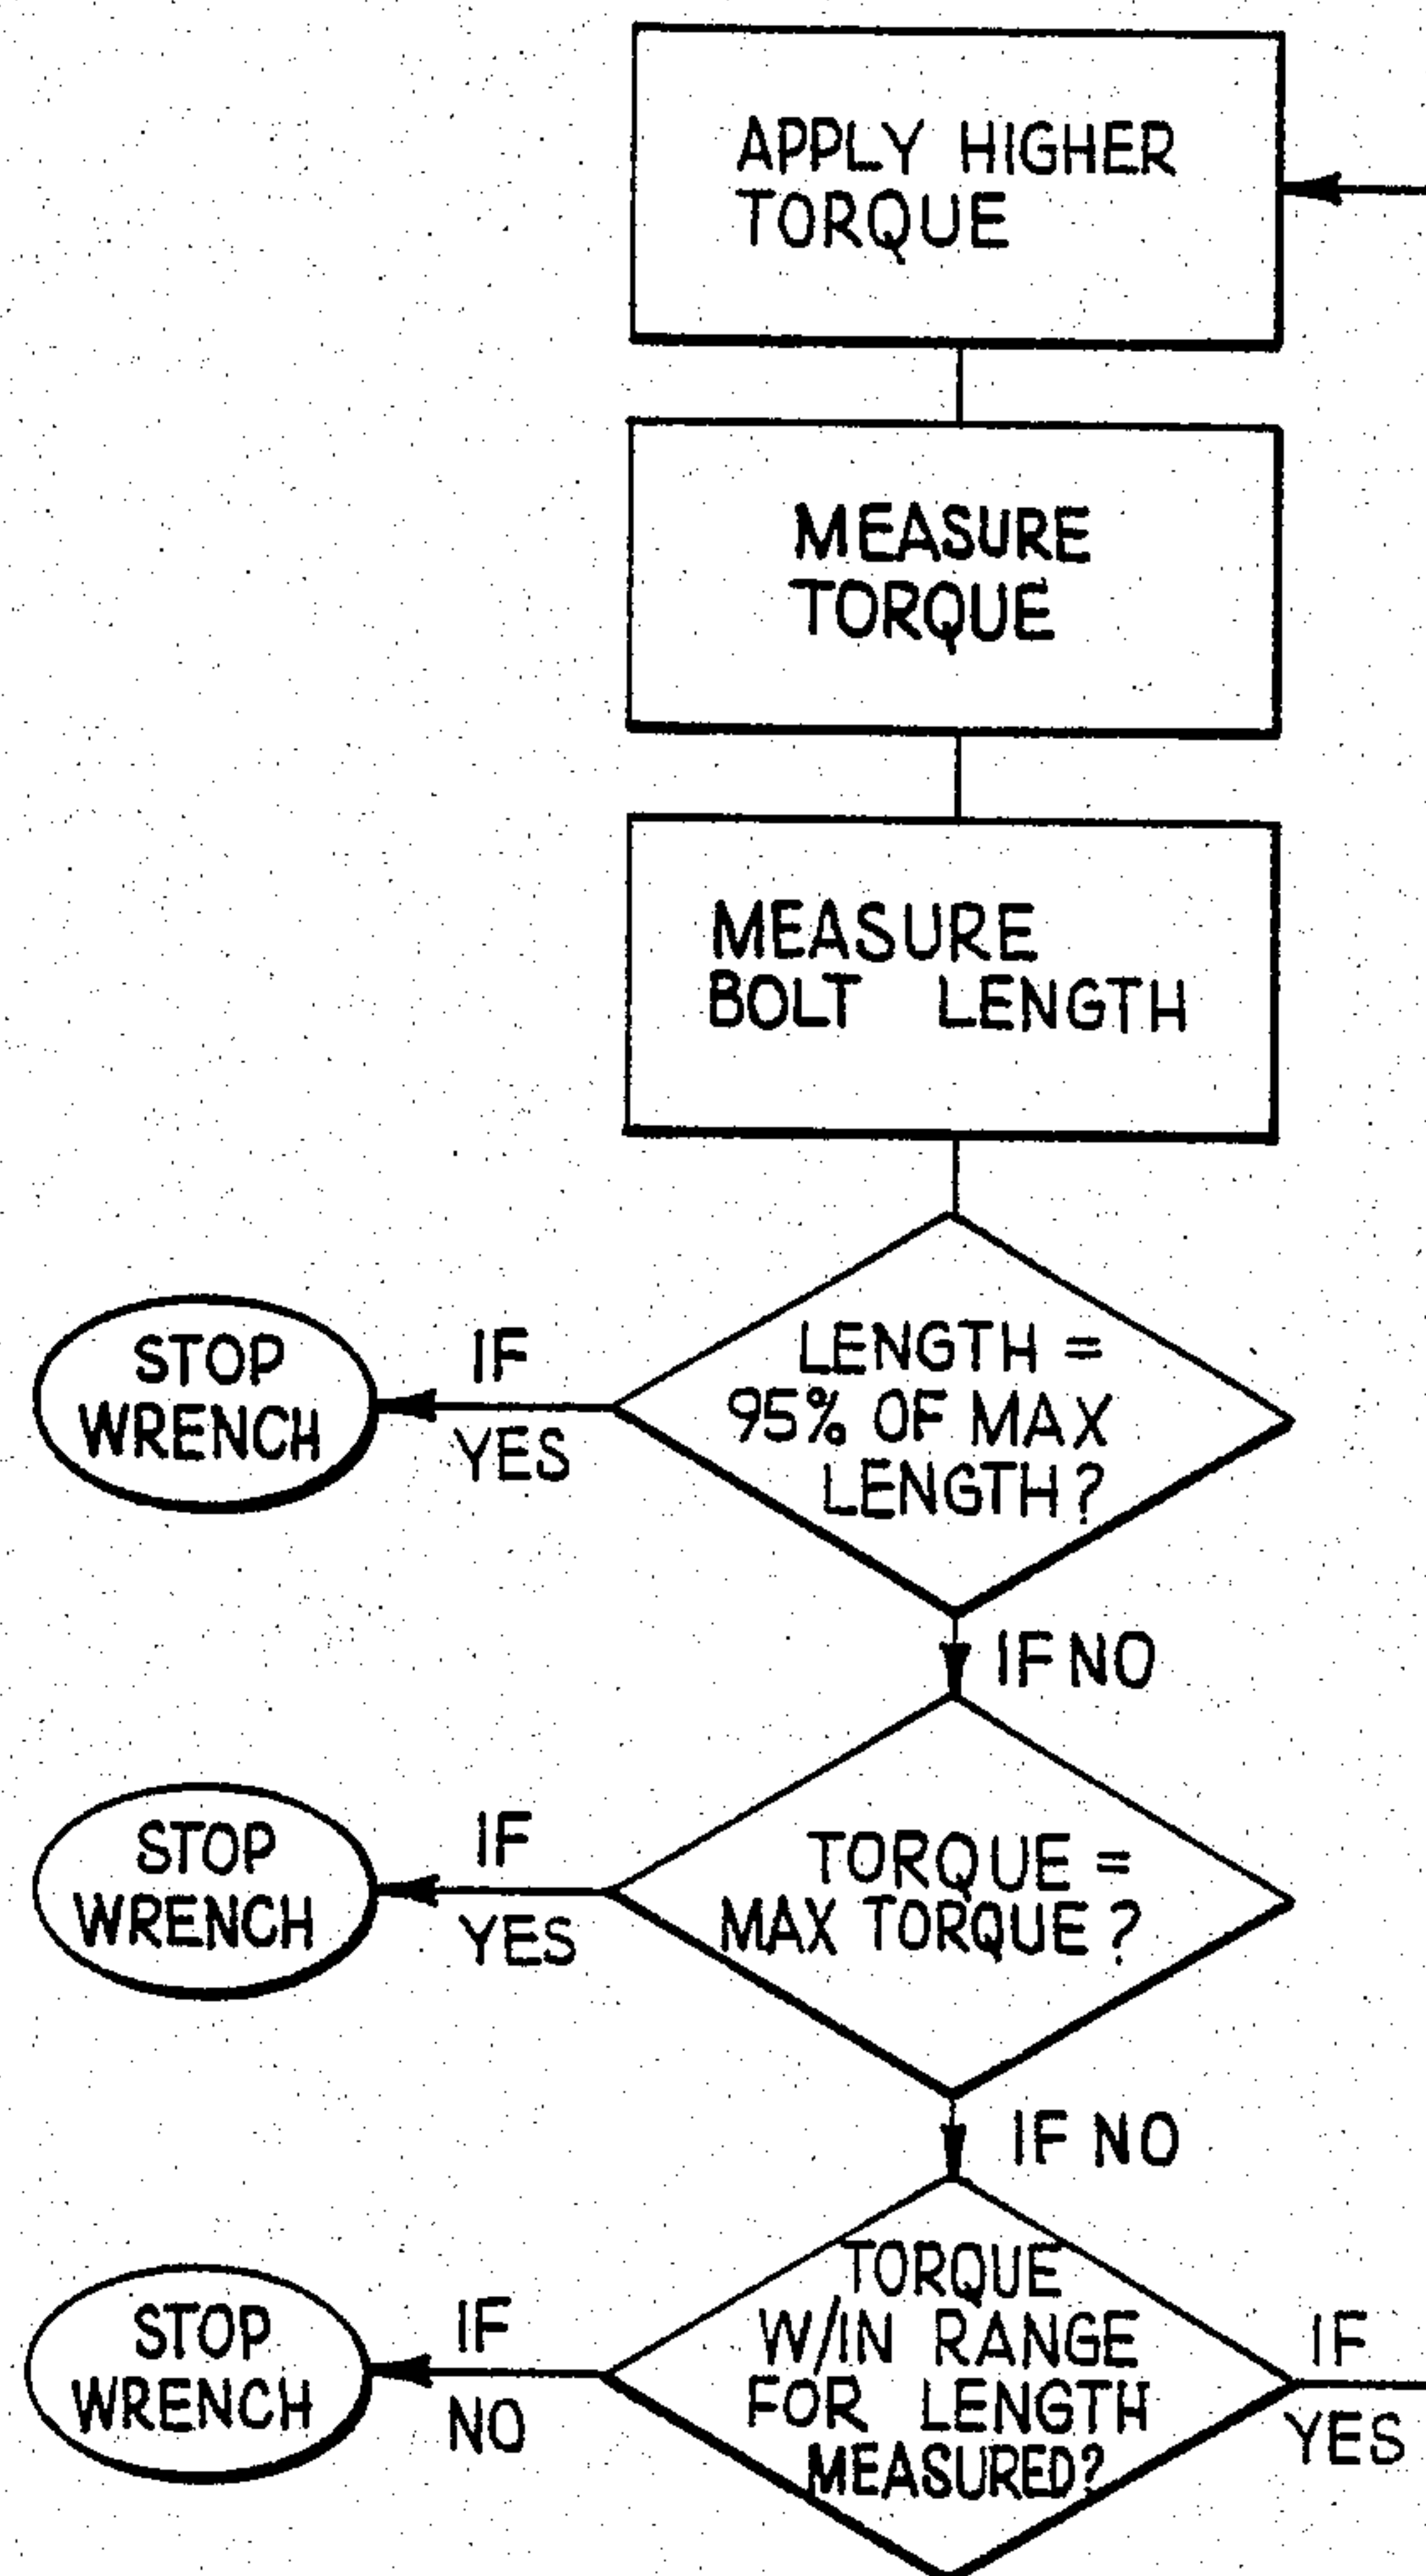 APPLY HIGHER
TORQUE
MEASURE
TORQUE
MEASURE
BOLT LENGTH
LENGTH =
95% OF MAX
LENGTH?
IF
YES
STOP
WRENCH
IF NO
TORQUE =
MAX TORQUE?
IF
YES
STOP
WRENCH
IF NO
TORQUE
W/IN RANGE
FOR LENGTH
MEASURED?
IF
NO
STOP
WRENCH
IF
YES